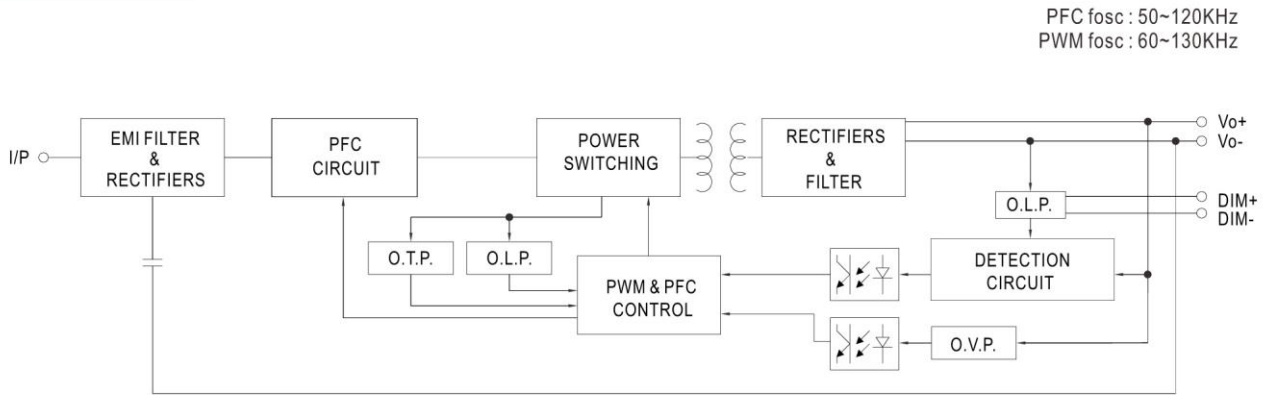 PFC fosc : 50~120KHz
PWM fosc : 60~130KHz
I/P
EMI FILTER
&
RECTIFIERS
PFC
CIRCUIT
POWER
SWITCHING
RECTIFIERS
&
FILTER
Vo+
Vo-
DIM+
DIM-
O.L.P.
O.T.P.
O.L.P.
PWM & PFC
CONTROL
DETECTION
CIRCUIT
O.V.P.